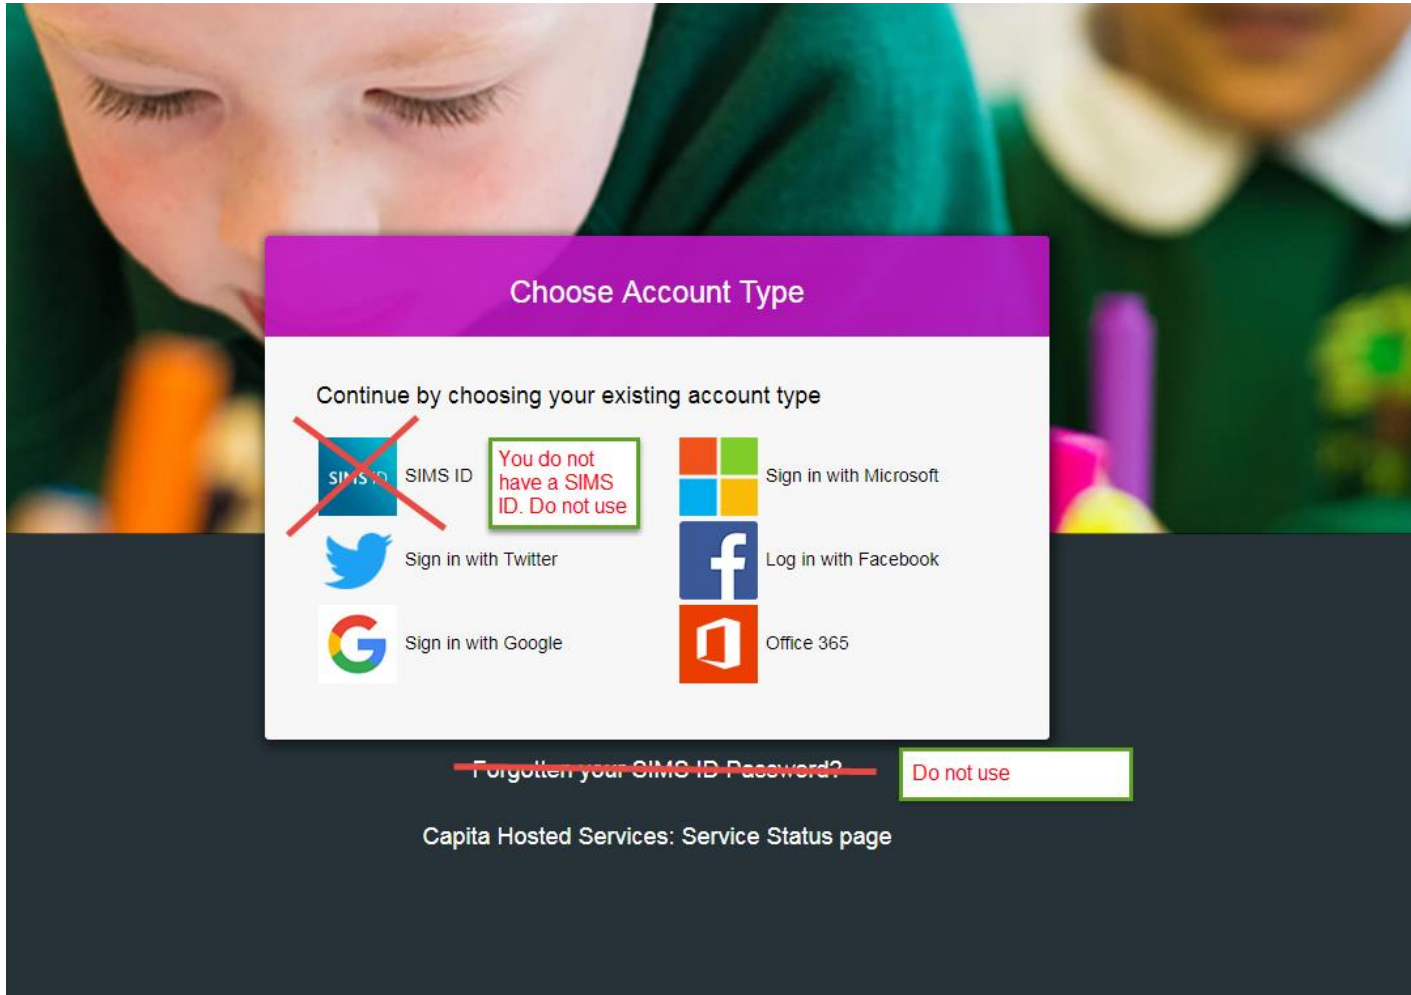 Choose Account Type
Continue by choosing your existing account type
SIMS ID
SIMS ID
You do not
have a SIMS
ID. Do not use
Sign in with Microsoft
Sign in with Twitter
Log in with Facebook
Sign in with Google
Office 365
Forgotten your SIMS ID Password?
Do not use
Capita Hosted Services: Service Status page